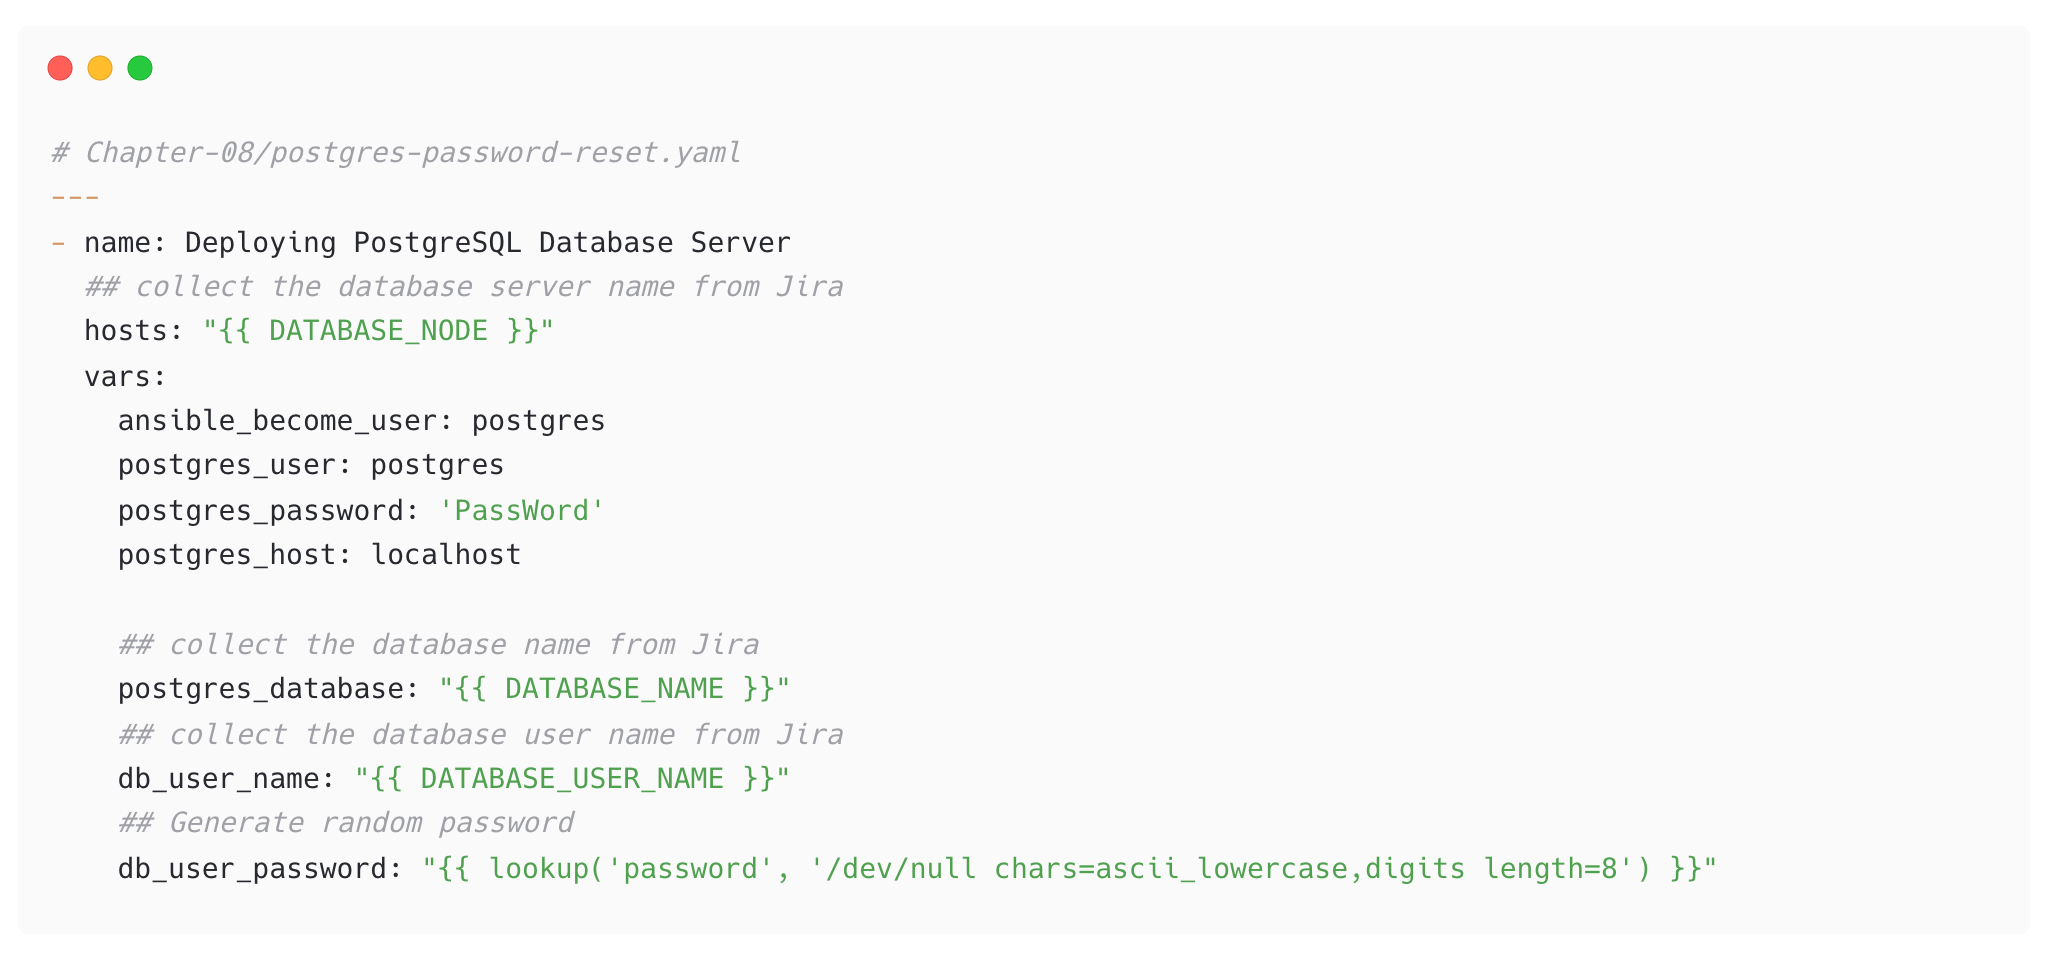 # Chapter-08/postgres-password-reset.yaml
---
- name: Deploying PostgreSQL Database Server
  ## collect the database server name from Jira
  hosts: "{{ DATABASE_NODE }}"
  vars:
    ansible_become_user: postgres
    postgres_user: postgres
    postgres_password: 'PassWord'
    postgres_host: localhost

    ## collect the database name from Jira
    postgres_database: "{{ DATABASE_NAME }}"
    ## collect the database user name from Jira
    db_user_name: "{{ DATABASE_USER_NAME }}"
    ## Generate random password
    db_user_password: "{{ lookup('password', '/dev/null chars=ascii_lowercase,digits length=8') }}"